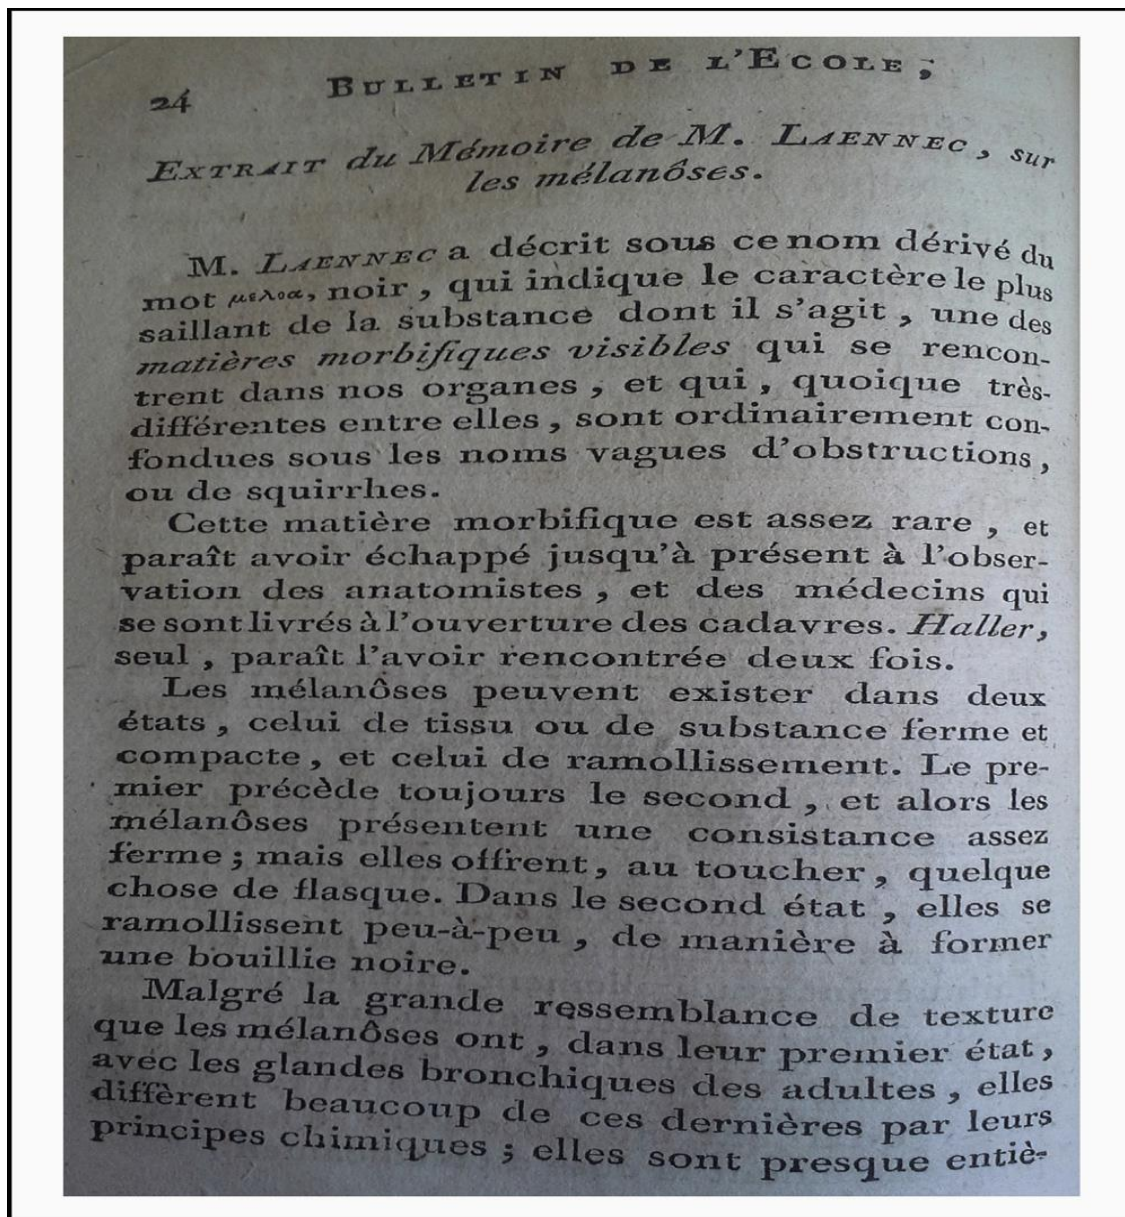 24 BULLETIN DE L'ECOLE;
EXTRAIT du Mémoire de M. LAENNEC, sur
les mélanôses.
M. LAENNEC a décrit sous ce nom dérivé du
mot μελοα, noir, qui indique le caractère le plus
saillant de la substance dont il s'agit, une des
matières morbifiques visibles qui se rencon-
trent dans nos organes, et qui, quoique très-
différentes entre elles, sont ordinairement con-
fondues sous les noms vagues d'obstructions,
ou de squirrhes.
Cette matière morbifique est assez rare, et
paraît avoir échappé jusqu'à présent à l'obser-
vation des anatomistes, et des médecins qui
se sont livrés à l'ouverture des cadavres. Haller,
seul, paraît l'avoir rencontrée deux fois.
Les mélanôses peuvent exister dans deux
états, celui de tissu ou de substance ferme et
compacte, et celui de ramollissement. Le pre-
mier précède toujours le second, et alors les
mélanôses présentent une consistance assez
ferme; mais elles offrent, au toucher, quelque
chose de flasque. Dans le second état, elles se
ramollissent peu-à-peu, de manière à former
une bouillie noire.
Malgré la grande ressemblance de texture
que les mélanôses ont, dans leur premier état,
avec les glandes bronchiques des adultes, elles
diffèrent beaucoup de ces dernières par leurs
principes chimiques; elles sont presque entiè-